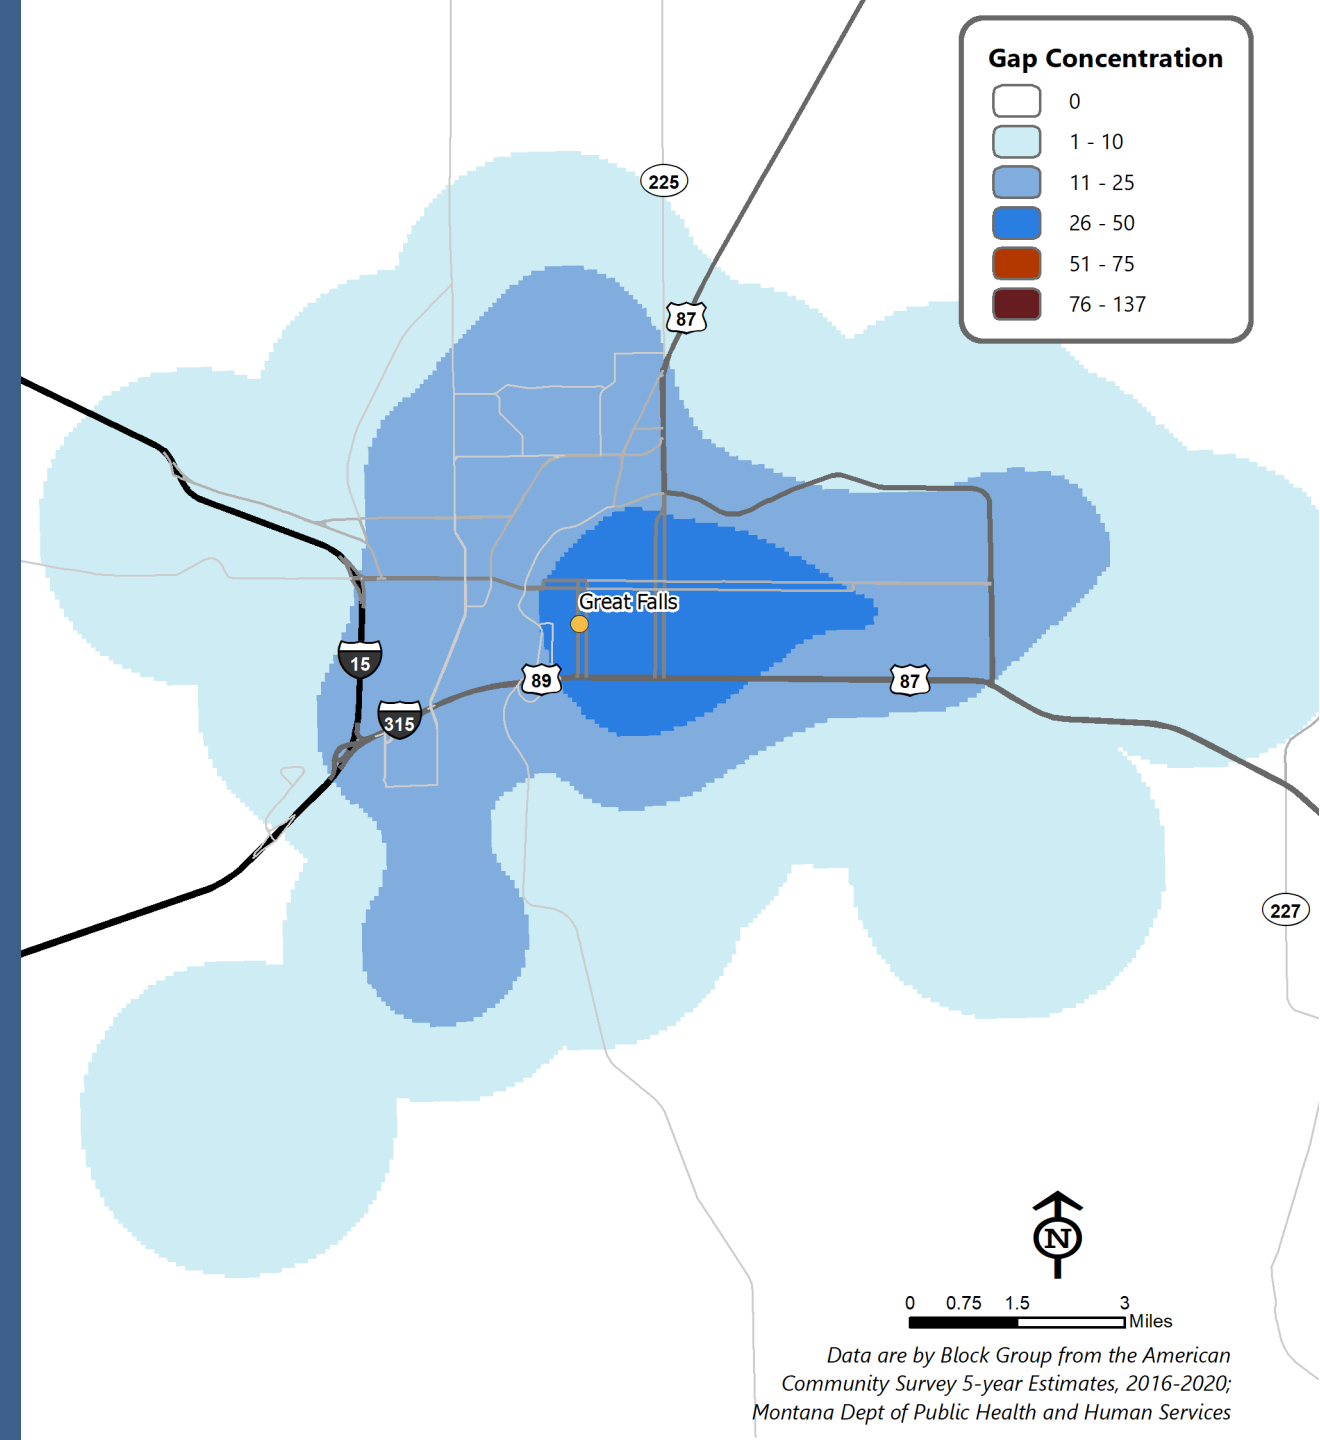 Gap Concentration
0
1 - 10
11 - 25
26 - 50
51 - 75
76 - 137
225
87
Great Falls
15
89
87
315
227
N
0 0.75 1.5 3
Miles
Data are by Block Group from the American
Community Survey 5-year Estimates, 2016-2020;
Montana Dept of Public Health and Human Services